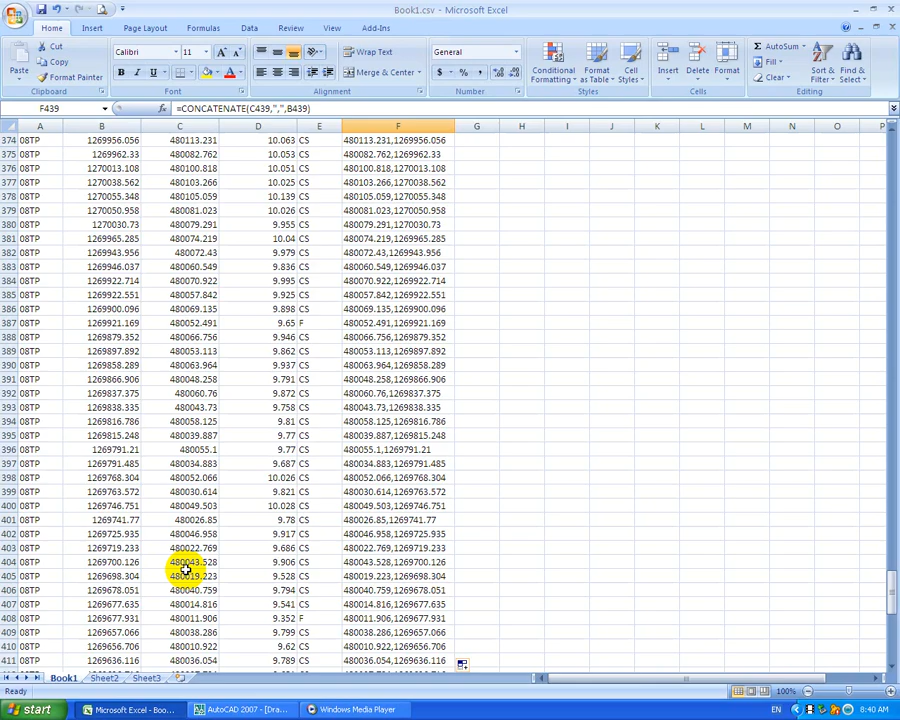 Book1.csv - Microsoft Excel
Home Insert Page Layout Formulas Data Review View Add-Ins
Paste Cut Copy Format Painter Clipboard
Calibri 11 B I U Font
Wrap Text Merge & Center Alignment
General $ % , Number
Conditional Formatting Format as Table Cell Styles Styles
Insert Delete Format Cells
AutoSum Fill Clear Sort & Filter Find & Select Editing
F439 fx =CONCATENATE(C439,",",B439)
A B C D E F G H I J K L M N O P
374 08TP 1269956.056 480113.231 10.063 CS 480113.231,1269956.056
375 08TP 1269962.33 480082.762 10.053 CS 480082.762,1269962.33
376 08TP 1270013.108 480100.818 10.051 CS 480100.818,1270013.108
377 08TP 1270038.562 480103.266 10.025 CS 480103.266,1270038.562
378 08TP 1270055.348 480105.059 10.139 CS 480105.059,1270055.348
379 08TP 1270050.958 480081.023 10.026 CS 480081.023,1270050.958
380 08TP 1270030.73 480079.291 9.955 CS 480079.291,1270030.73
381 08TP 1269965.285 480074.219 10.04 CS 480074.219,1269965.285
382 08TP 1269943.956 480072.43 9.979 CS 480072.43,1269943.956
383 08TP 1269946.037 480060.549 9.836 CS 480060.549,1269946.037
384 08TP 1269922.714 480070.922 9.995 CS 480070.922,1269922.714
385 08TP 1269922.551 480057.842 9.925 CS 480057.842,1269922.551
386 08TP 1269900.096 480069.135 9.898 CS 480069.135,1269900.096
387 08TP 1269921.169 480052.491 9.65 F 480052.491,1269921.169
388 08TP 1269879.352 480066.756 9.946 CS 480066.756,1269879.352
389 08TP 1269897.892 480053.113 9.862 CS 480053.113,1269897.892
390 08TP 1269858.289 480063.964 9.937 CS 480063.964,1269858.289
391 08TP 1269866.906 480048.258 9.791 CS 480048.258,1269866.906
392 08TP 1269837.375 480060.76 9.872 CS 480060.76,1269837.375
393 08TP 1269838.335 480043.73 9.758 CS 480043.73,1269838.335
394 08TP 1269816.786 480058.125 9.81 CS 480058.125,1269816.786
395 08TP 1269815.248 480039.887 9.77 CS 480039.887,1269815.248
396 08TP 1269791.21 480055.1 9.77 CS 480055.1,1269791.21
397 08TP 1269791.485 480034.883 9.687 CS 480034.883,1269791.485
398 08TP 1269768.304 480052.066 10.026 CS 480052.066,1269768.304
399 08TP 1269763.572 480030.614 9.821 CS 480030.614,1269763.572
400 08TP 1269746.751 480049.503 10.028 CS 480049.503,1269746.751
401 08TP 1269741.77 480026.85 9.78 CS 480026.85,1269741.77
402 08TP 1269725.935 480046.958 9.917 CS 480046.958,1269725.935
403 08TP 1269719.233 480022.769 9.686 CS 480022.769,1269719.233
404 08TP 1269700.126 480043.528 9.906 CS 480043.528,1269700.126
405 08TP 1269698.304 480019.223 9.528 CS 480019.223,1269698.304
406 08TP 1269678.051 480040.759 9.794 CS 480040.759,1269678.051
407 08TP 1269677.635 480014.816 9.541 CS 480014.816,1269677.635
408 08TP 1269677.931 480011.906 9.352 F 480011.906,1269677.931
409 08TP 1269657.066 480038.286 9.799 CS 480038.286,1269657.066
410 08TP 1269656.706 480010.922 9.62 CS 480010.922,1269656.706
411 08TP 1269636.116 480036.054 9.789 CS 480036.054,1269636.116
Book1 Sheet2 Sheet3
Ready 100%
start Microsoft Excel - Boo... AutoCAD 2007 - [Dra... Windows Media Player EN 8:40 AM